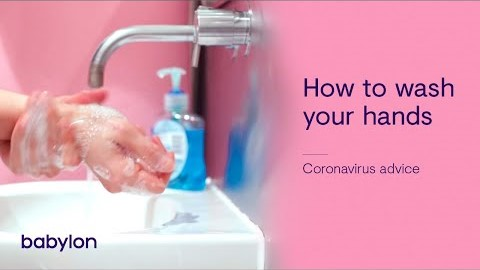 How to wash
your hands
Coronavirus advice
babylon